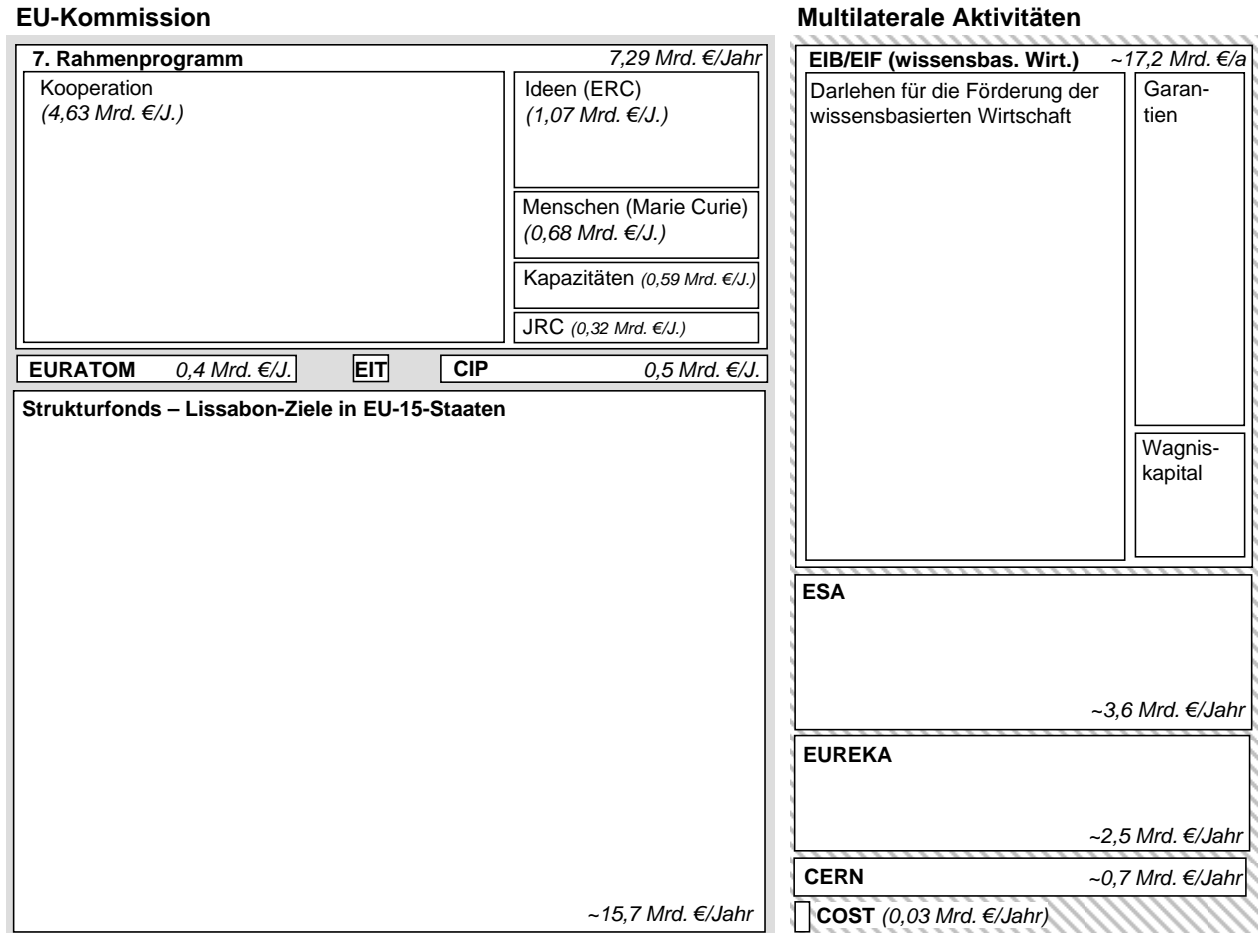 EU-Kommission
7. Rahmenprogramm 7,29 Mrd. €/Jahr
Kooperation
(4,63 Mrd. €/J.)
Ideen (ERC)
(1,07 Mrd. €/J.)
Menschen (Marie Curie)
(0,68 Mrd. €/J.)
Kapazitäten (0,59 Mrd. €/J.)
JRC (0,32 Mrd. €/J.)
EURATOM 0,4 Mrd. €/J.
EIT
CIP 0,5 Mrd. €/J.
Strukturfonds – Lissabon-Ziele in EU-15-Staaten
~15,7 Mrd. €/Jahr
Multilaterale Aktivitäten
EIB/EIF (wissensbas. Wirt.) ~17,2 Mrd. €/a
Darlehen für die Förderung der
wissensbasierten Wirtschaft
Garan-
tien
Wagnis-
kapital
ESA
~3,6 Mrd. €/Jahr
EUREKA
~2,5 Mrd. €/Jahr
CERN ~0,7 Mrd. €/Jahr
COST (0,03 Mrd. €/Jahr)